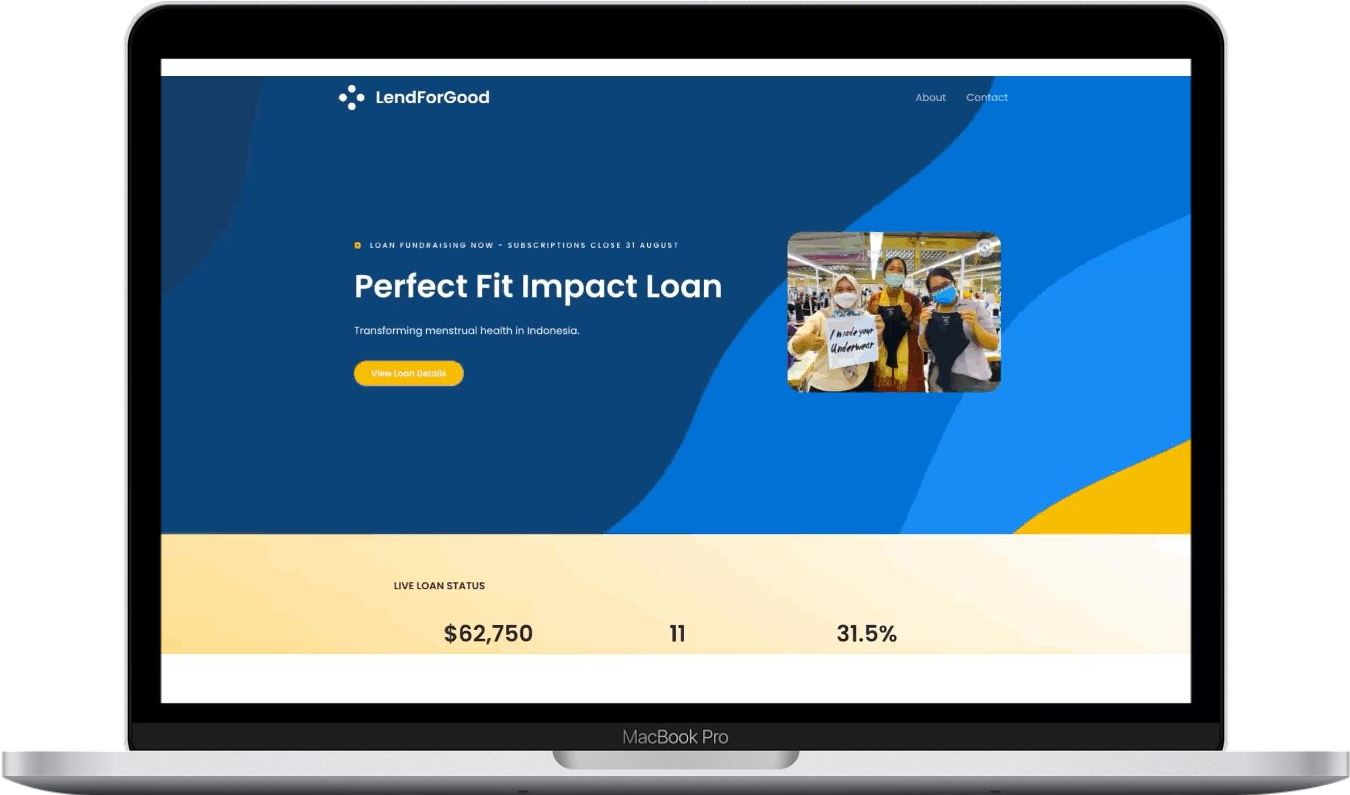 LendForGood
About Contact
LOAN FUNDRAISING NOW - SUBSCRIPTIONS CLOSE 31 AUGUST
Perfect Fit Impact Loan
Transforming menstrual health in Indonesia.
View Loan Details
I made your
Underwear
LIVE LOAN STATUS
$62,750 11 31.5%
MacBook Pro